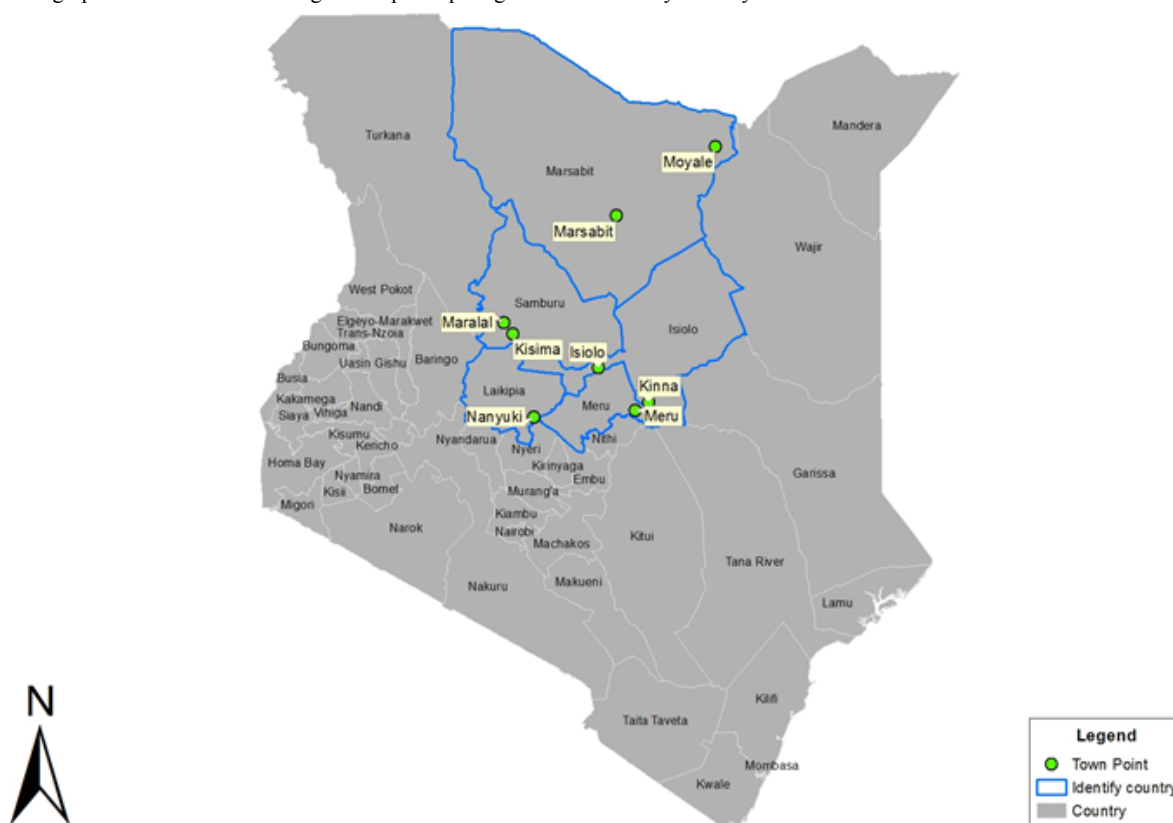 Turkana
Mandera
Moyale
Marsabit
Marsabit
Wajir
West Pokot
Samburu
Maralal
Elgeyo-Marakwet
Trans-Nzoia
Isiolo
Bungoma
Kisima
Isiolo
Uasin Gishu
Baringo
Busia
Laikipia
Kinna
Kakamega
Nandi
Meru
Siaya
Vihiga
Nanyuki
Meru
Kisumu
Nyandarua
Nithi
Kericho
Nyeri
Homa Bay
Kirinyaga
Garissa
Nyamira
Embu
Kisii
Bomet
Murang'a
Migori
Kiambu
Narok
Nairobi
Kitui
Machakos
Tana River
Nakuru
Makueni
Lamu
N
Kilifi
Taita Taveta
Mombasa
Kwale
Legend
Town Point
Identify country
Country